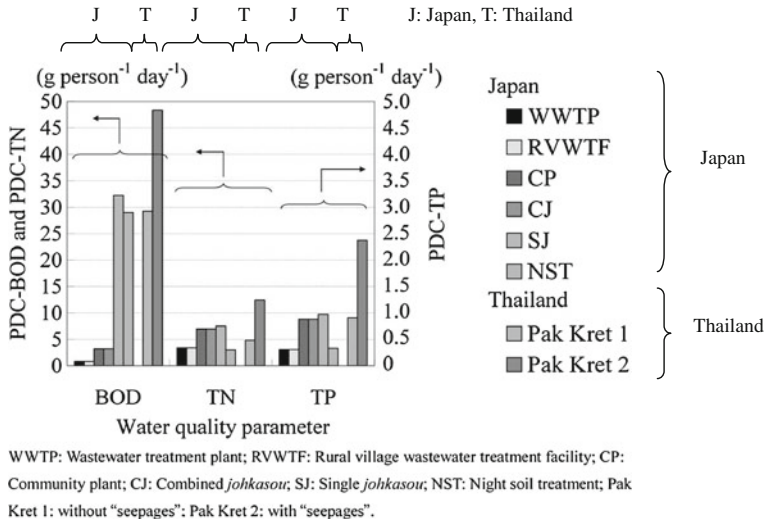 J T J T J T J: Japan, T: Thailand
(g person⁻¹ day⁻¹) (g person⁻¹ day⁻¹)
PDC-BOD and PDC-TN
50
45
40
35
30
25
20
15
10
5
0
5.0
4.0
3.2
3.0
2.5
2.0
1.5
1.0
0.5
0
PDC-TP
BOD TN TP
Water quality parameter
Japan
WWTP
RVWTF
CP
CJ
SJ
NST
Thailand
Pak Kret 1
Pak Kret 2
Japan
Thailand
WWTP: Wastewater treatment plant; RVWTF: Rural village wastewater treatment facility; CP:
Community plant; CJ: Combined johkasou; SJ: Single johkasou; NST: Night soil treatment; Pak
Kret 1: without “seepages”; Pak Kret 2: with “seepages”.